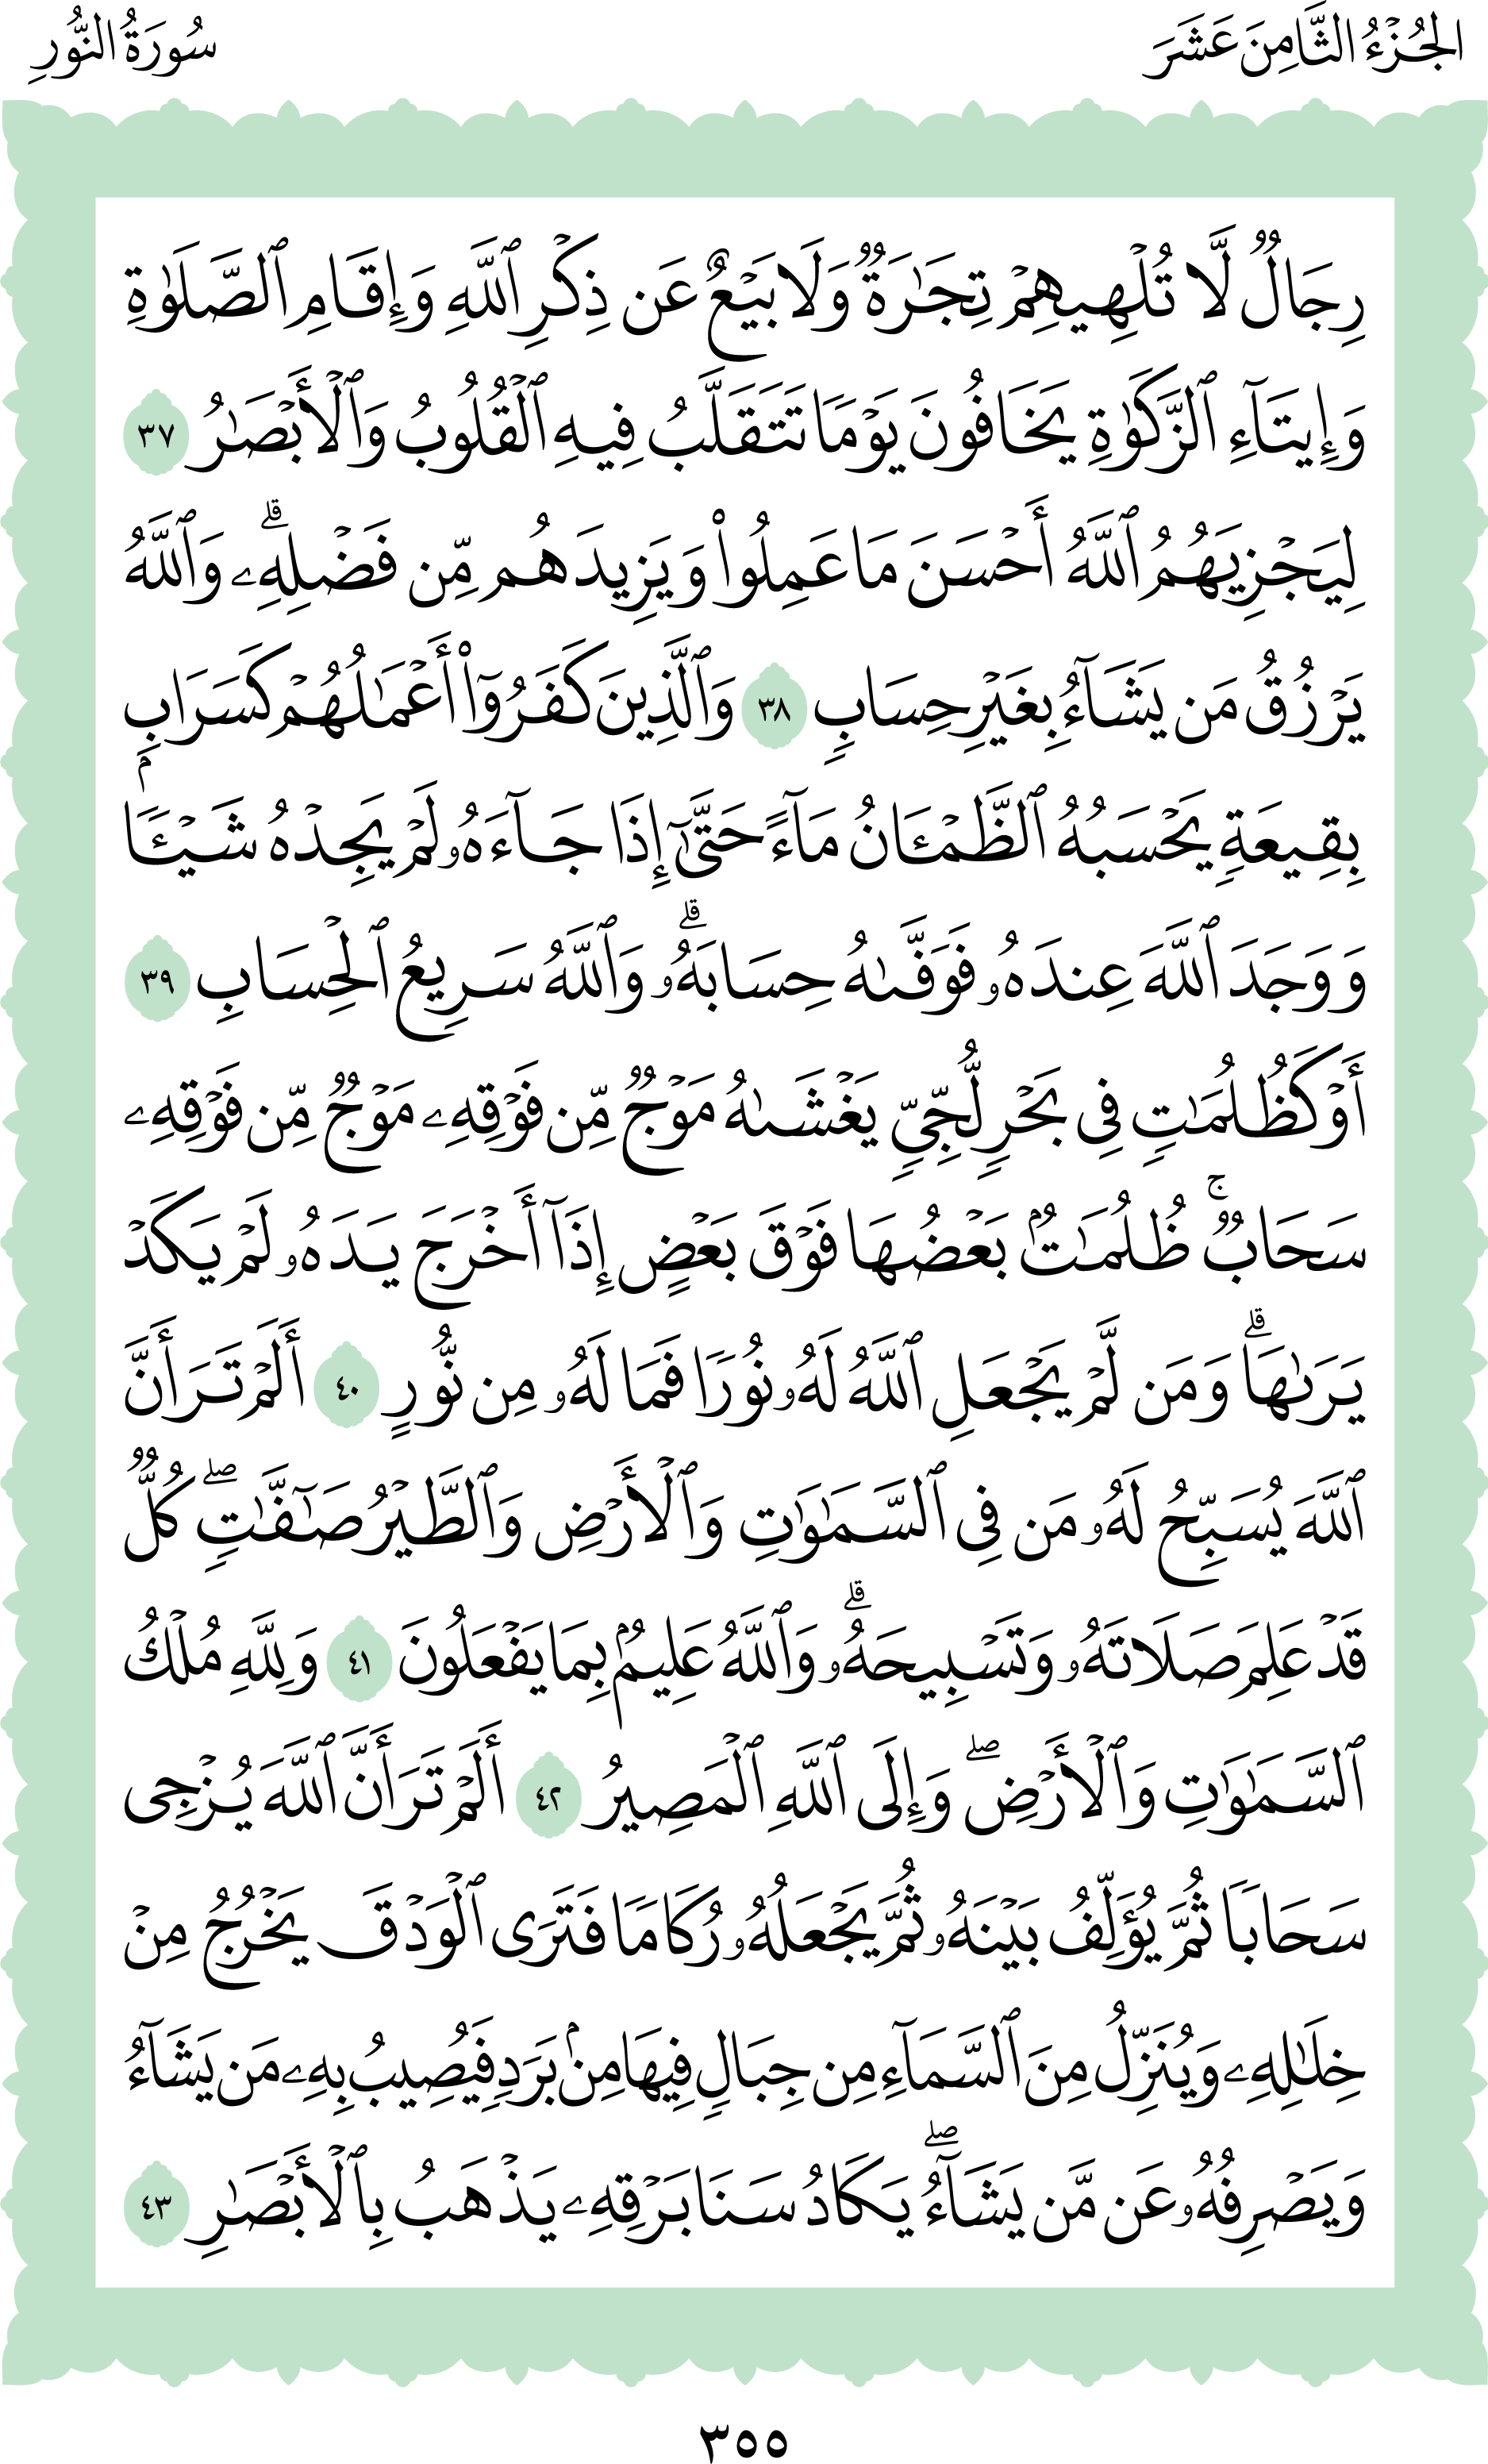 الجُزْءُ الثَّامِنَ عَشَرَ
سُورَةُ النُّورِ
رِجَالٌ لَّا تُلْهِيهِمْ تِجَٰرَةٌ وَلَا بَيْعٌ عَن ذِكْرِ ٱللَّهِ وَإِقَامِ ٱلصَّلَوٰةِ
وَإِيتَآءِ ٱلزَّكَوٰةِ يَخَافُونَ يَوْمًا تَتَقَلَّبُ فِيهِ ٱلْقُلُوبُ وَٱلْأَبْصَٰرُ ٣٧
لِيَجْزِيَهُمُ ٱللَّهُ أَحْسَنَ مَا عَمِلُوا۟ وَيَزِيدَهُم مِّن فَضْلِهِۦ ۗ وَٱللَّهُ
يَرْزُقُ مَن يَشَآءُ بِغَيْرِ حِسَابٍ ٣٨ وَٱلَّذِينَ كَفَرُوٓا۟ أَعْمَٰلُهُمْ كَسَرَابٍۭ
بِقِيعَةٍ يَحْسَبُهُ ٱلظَّمْـَٔانُ مَآءً حَتَّىٰٓ إِذَا جَآءَهُۥ لَمْ يَجِدْهُ شَيْـًٔا
وَوَجَدَ ٱللَّهَ عِندَهُۥ فَوَفَّىٰهُ حِسَابَهُۥ ۗ وَٱللَّهُ سَرِيعُ ٱلْحِسَابِ ٣٩
أَوْ كَظُلُمَٰتٍ فِى بَحْرٍ لُّجِّىٍّ يَغْشَىٰهُ مَوْجٌ مِّن فَوْقِهِۦ مَوْجٌ مِّن فَوْقِهِۦ
سَحَابٌ ۚ ظُلُمَٰتٌۢ بَعْضُهَا فَوْقَ بَعْضٍ إِذَآ أَخْرَجَ يَدَهُۥ لَمْ يَكَدْ
يَرَىٰهَا ۗ وَمَن لَّمْ يَجْعَلِ ٱللَّهُ لَهُۥ نُورًا فَمَا لَهُۥ مِن نُّورٍ ٤٠ أَلَمْ تَرَ أَنَّ
ٱللَّهَ يُسَبِّحُ لَهُۥ مَن فِى ٱلسَّمَٰوَٰتِ وَٱلْأَرْضِ وَٱلطَّيْرُ صَٰٓفَّٰتٍ ۖ كُلٌّ
قَدْ عَلِمَ صَلَاتَهُۥ وَتَسْبِيحَهُۥ ۗ وَٱللَّهُ عَلِيمٌۢ بِمَا يَفْعَلُونَ ٤١ وَلِلَّهِ مُلْكُ
ٱلسَّمَٰوَٰتِ وَٱلْأَرْضِ ۖ وَإِلَى ٱللَّهِ ٱلْمَصِيرُ ٤٢ أَلَمْ تَرَ أَنَّ ٱللَّهَ يُزْجِى
سَحَابًا ثُمَّ يُؤَلِّفُ بَيْنَهُۥ ثُمَّ يَجْعَلُهُۥ رُكَامًا فَتَرَى ٱلْوَدْقَ يَخْرُجُ مِنْ
خِلَٰلِهِۦ وَيُنَزِّلُ مِنَ ٱلسَّمَآءِ مِن جِبَالٍ فِيهَا مِنۢ بَرَدٍ فَيُصِيبُ بِهِۦ مَن يَشَآءُ
وَيَصْرِفُهُۥ عَن مَّن يَشَآءُ ۖ يَكَادُ سَنَا بَرْقِهِۦ يَذْهَبُ بِٱلْأَبْصَٰرِ ٤٣
٣٥٥